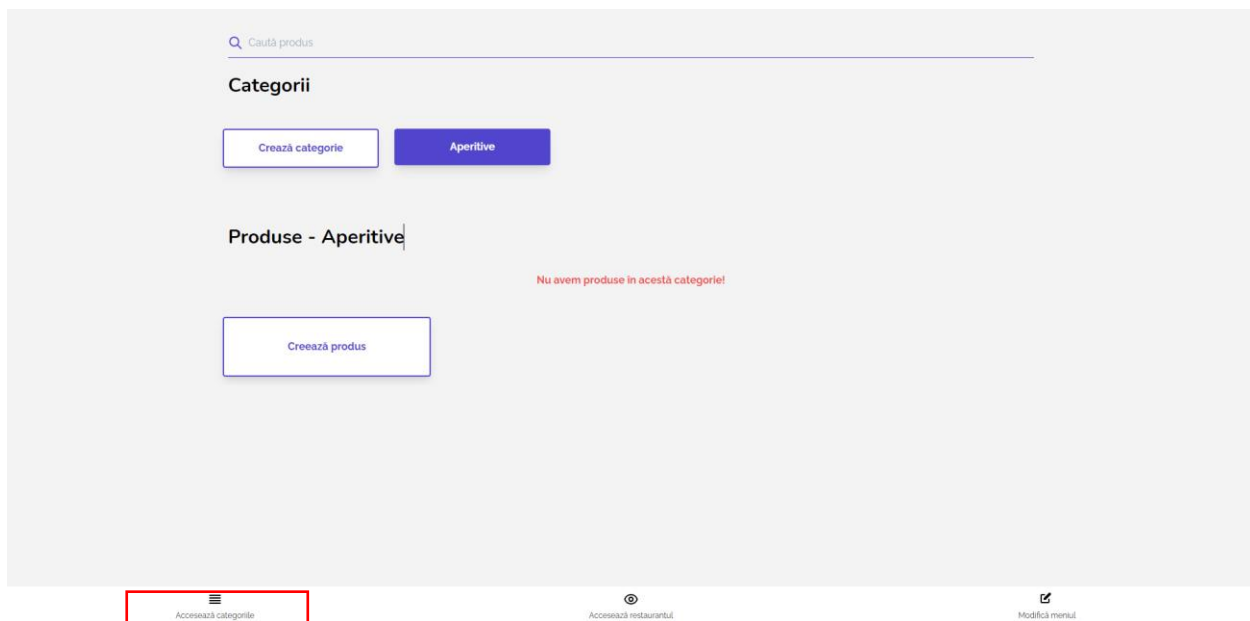 Caută produs
Categorii
Crează categorie
Aperitive
Produse - Aperitive
Nu avem produse în acestă categorie!
Creează produs
Accesează categoriile
Accesează restaurantul
Modifică meniul